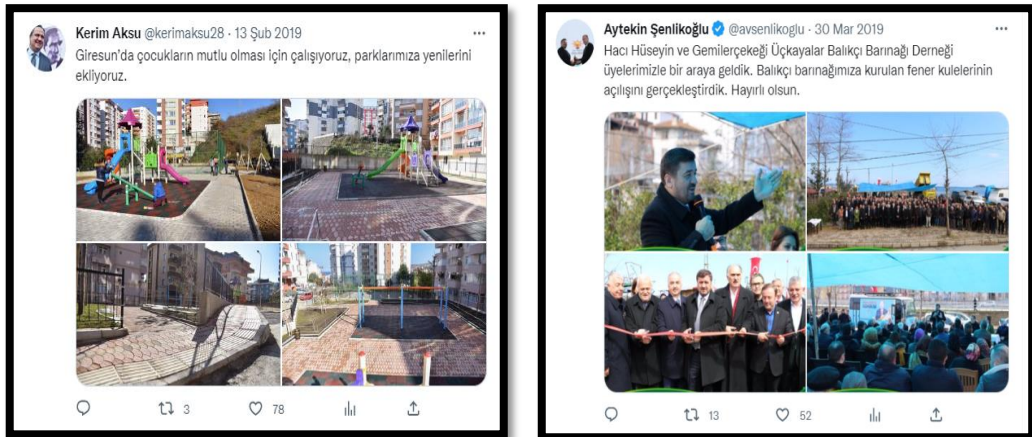 Kerim Aksu @kerimaksu28 · 13 Şub 2019
Giresun'da çocukların mutlu olması için çalışıyoruz, parklarımıza yenilerini
ekliyoruz.
3
78
Aytekin Şenlikoğlu @avsenlikoglu · 30 Mar 2019
Hacı Hüseyin ve Gemilerçekeği Üçkayalar Balıkçı Barınağı Derneği
üyelerimizle bir araya geldik. Balıkçı barınağımıza kurulan fener kulelerinin
açılışını gerçekleştirdik. Hayırlı olsun.
13
52